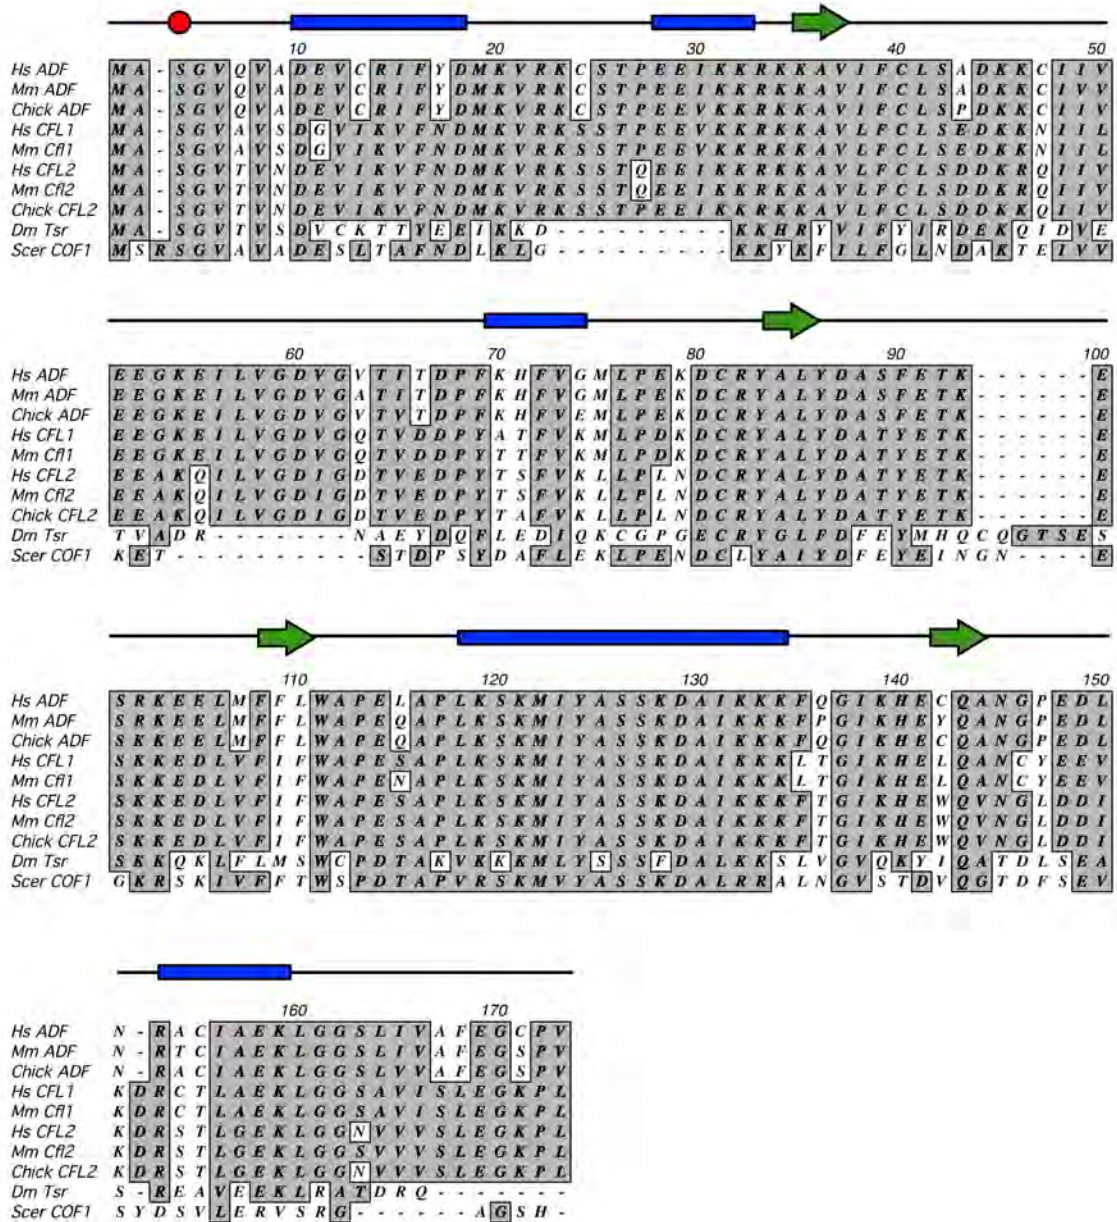 10 20 30 40 50
Hs ADF M A - S G V Q V A D E V C R I F Y D M K V R K C S T P E E I K K R K K A V I F C L S A D K K C I I V
Mm ADF M A - S G V Q V A D E V C R I F Y D M K V R K C S T P E E I K K R K K A V I F C L S A D K K C I I V
Chick ADF M A - S G V Q V A D E V C R I F Y D M K V R K C S T P E E V K K R K K A V I F C L S P D K K C I I V
Hs CFL1 M A - S G V A V S D G V I K V F N D M K V R K S S T P E E V K K R K K A V L F C L S E D K K N I I L
Mm Cfl1 M A - S G V A V S D G V I K V F N D M K V R K S S T P E E V K K R K K A V L F C L S E D K K N I I L
Hs CFL2 M A - S G V T V N D E V I K V F N D M K V R K S S T Q E E I K K R K K A V L F C L S D D K R Q I I V
Mm Cfl2 M A - S G V T V N D E V I K V F N D M K V R K S S T Q E E I K K R K K A V L F C L S D D K R Q I I V
Chick CFL2 M A - S G V T V N D E V I K V F N D M K V R K S S T P E E I K K R K K A V L F C L S D D K K Q I I V
Dm Tsr M A - S G V T V S D V C K T T Y E E I K K D - - - - - - - - - K K H R Y V I F Y I R D E K Q I D V E
Scer COF1 M S R S G V A V A D E S L T A F N D L K L G - - - - - - - - - K K Y K F I L F G L N D A K T E I V V
60 70 80 90 100
Hs ADF E E G K E I L V G D V G V T I T D P F K H F V G M L P E K D C R Y A L Y D A S F E T K - - - - - - E
Mm ADF E E G K E I L V G D V G A T I T D P F K H F V G M L P E K D C R Y A L Y D A S F E T K - - - - - - E
Chick ADF E E G K E I L V G D V G V T V T D P F K H F V E M L P E K D C R Y A L Y D A S F E T K - - - - - - E
Hs CFL1 E E G K E I L V G D V G Q T V D D P Y A T F V K M L P D K D C R Y A L Y D A T Y E T K - - - - - - E
Mm Cfl1 E E G K E I L V G D V G Q T V D D P Y T T F V K M L P D K D C R Y A L Y D A T Y E T K - - - - - - E
Hs CFL2 E E A K Q I L V G D I G D T V E D P Y T S F V K L L P L N D C R Y A L Y D A T Y E T K - - - - - - E
Mm Cfl2 E E A K Q I L V G D I G D T V E D P Y T S F V K L L P L N D C R Y A L Y D A T Y E T K - - - - - - E
Chick CFL2 E E A K Q I L V G D I G D T V E D P Y T A F V K L L P L N D C R Y A L Y D A T Y E T K - - - - - - E
Dm Tsr T V A D R - - - - - - - N A E Y D Q F L E D I Q K C G P G E C R Y G L F D F E Y M H Q C Q G T S E S
Scer COF1 K E T - - - - - - - - - - S T D P S Y D A F L E K L P E N D C L Y A I Y D F E Y E I N G N - - - - E
110 120 130 140 150
Hs ADF S R K E E L M F F L W A P E L A P L K S K M I Y A S S K D A I K K K F Q G I K H E C Q A N G P E D L
Mm ADF S R K E E L M F F L W A P E Q A P L K S K M I Y A S S K D A I K K K F P G I K H E Y Q A N G P E D L
Chick ADF S K K E E L M F F L W A P E Q A P L K S K M I Y A S S K D A I K K K F Q G I K H E C Q A N G P E D L
Hs CFL1 S K K E D L V F I F W A P E S A P L K S K M I Y A S S K D A I K K K L T G I K H E L Q A N C Y E E V
Mm Cfl1 S K K E D L V F I F W A P E N A P L K S K M I Y A S S K D A I K K K L T G I K H E L Q A N C Y E E V
Hs CFL2 S K K E D L V F I F W A P E S A P L K S K M I Y A S S K D A I K K K F T G I K H E W Q V N G L D D I
Mm Cfl2 S K K E D L V F I F W A P E S A P L K S K M I Y A S S K D A I K K K F T G I K H E W Q V N G L D D I
Chick CFL2 S K K E D L V F I F W A P E S A P L K S K M I Y A S S K D A I K K K F T G I K H E W Q V N G L D D I
Dm Tsr S K K Q K L F L M S W C P D T A K V K K K M L Y S S S F D A L K K S L V G V Q K Y I Q A T D L S E A
Scer COF1 G K R S K I V F F T W S P D T A P V R S K M V Y A S S K D A L R R A L N G V S T D V Q G T D F S E V
160 170
Hs ADF N - R A C I A E K L G G S L I V A F E G C P V
Mm ADF N - R T C I A E K L G G S L I V A F E G S P V
Chick ADF N - R A C I A E K L G G S L V V A F E G S P V
Hs CFL1 K D R C T L A E K L G G S A V I S L E G K P L
Mm Cfl1 K D R C T L A E K L G G S A V I S L E G K P L
Hs CFL2 K D R S T L G E K L G G N V V V S L E G K P L
Mm Cfl2 K D R S T L G E K L G G S V V V S L E G K P L
Chick CFL2 K D R S T L G E K L G G N V V V S L E G K P L
Dm Tsr S - R E A V E E K L R A T D R Q - - - - - - -
Scer COF1 S Y D S V L E R V S R G - - - - - - A G S H -